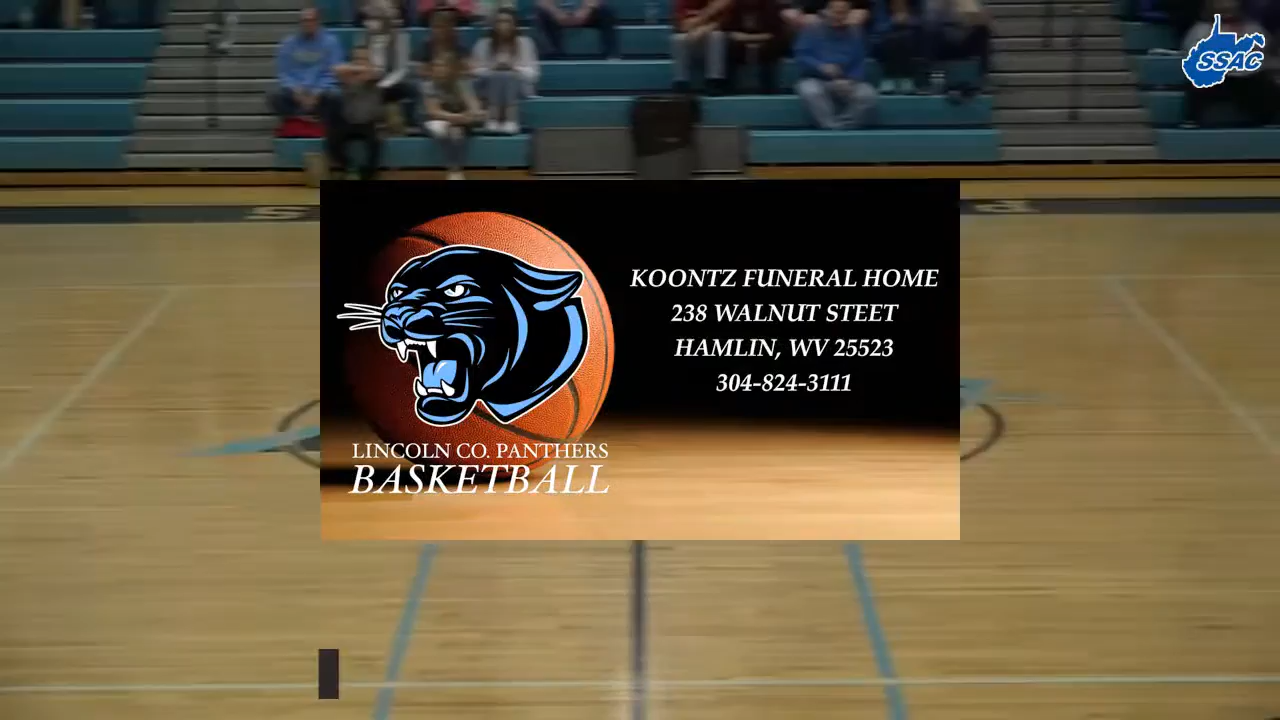 SSAC
KOONTZ FUNERAL HOME
238 WALNUT STEET
HAMLIN, WV 25523
304-824-3111
LINCOLN CO. PANTHERS
BASKETBALL